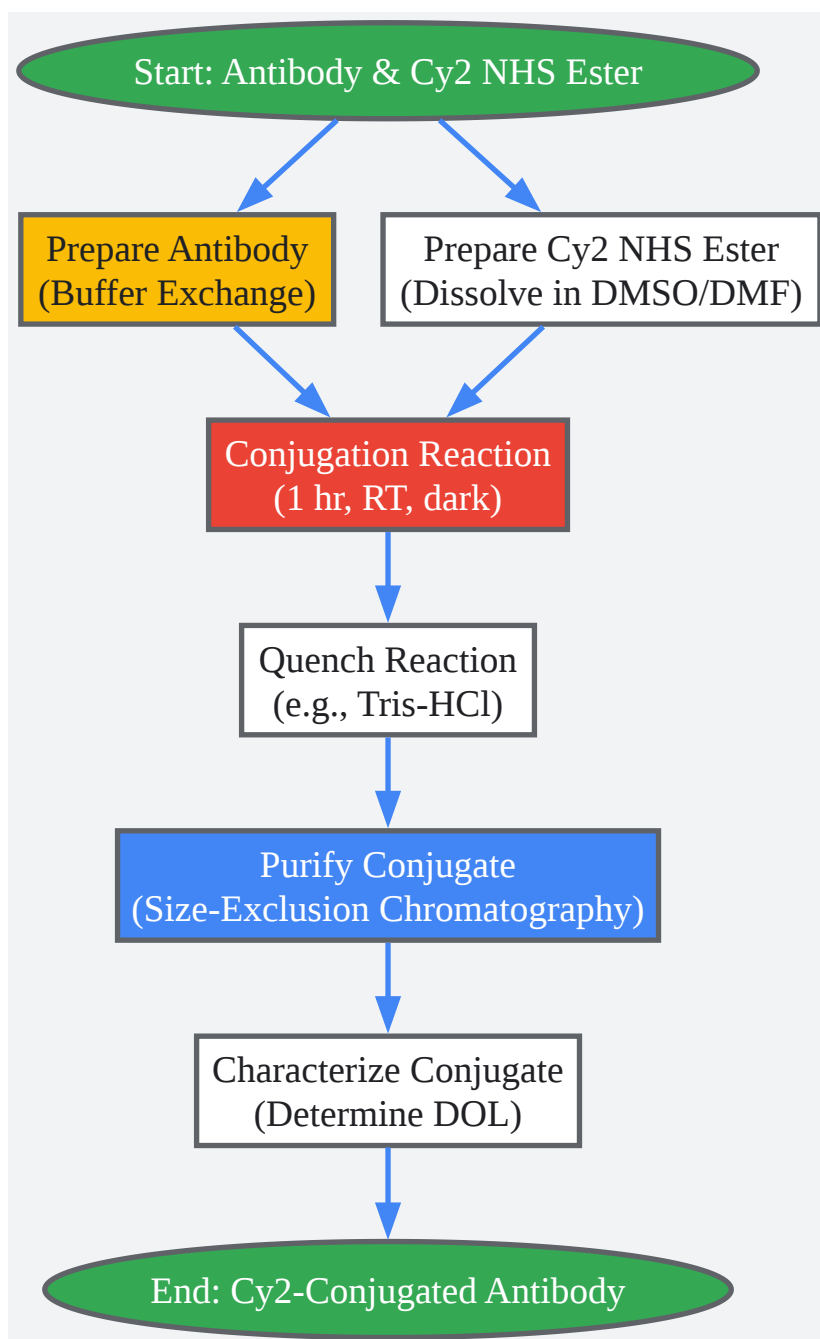 Start: Antibody & Cy2 NHS Ester
Prepare Antibody
(Buffer Exchange)
Prepare Cy2 NHS Ester
(Dissolve in DMSO/DMF)
Conjugation Reaction
(1 hr, RT, dark)
Quench Reaction
(e.g., Tris-HCl)
Purify Conjugate
(Size-Exclusion Chromatography)
Characterize Conjugate
(Determine DOL)
End: Cy2-Conjugated Antibody